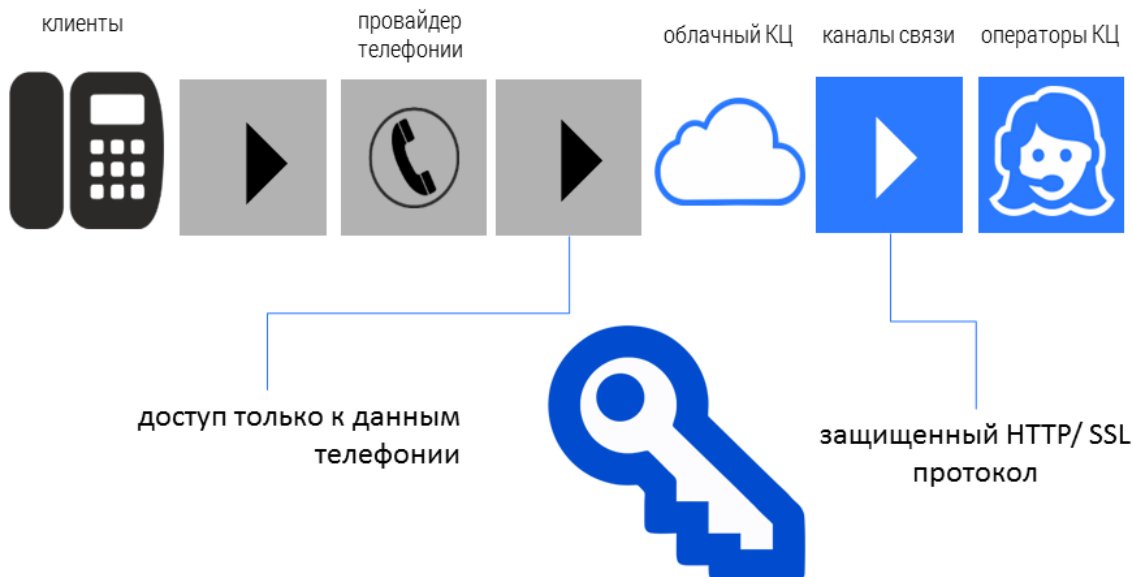 клиенты
провайдер
телефонии
облачный КЦ
каналы связи
операторы КЦ
доступ только к данным
телефонии
защищенный HTTP/ SSL
протокол